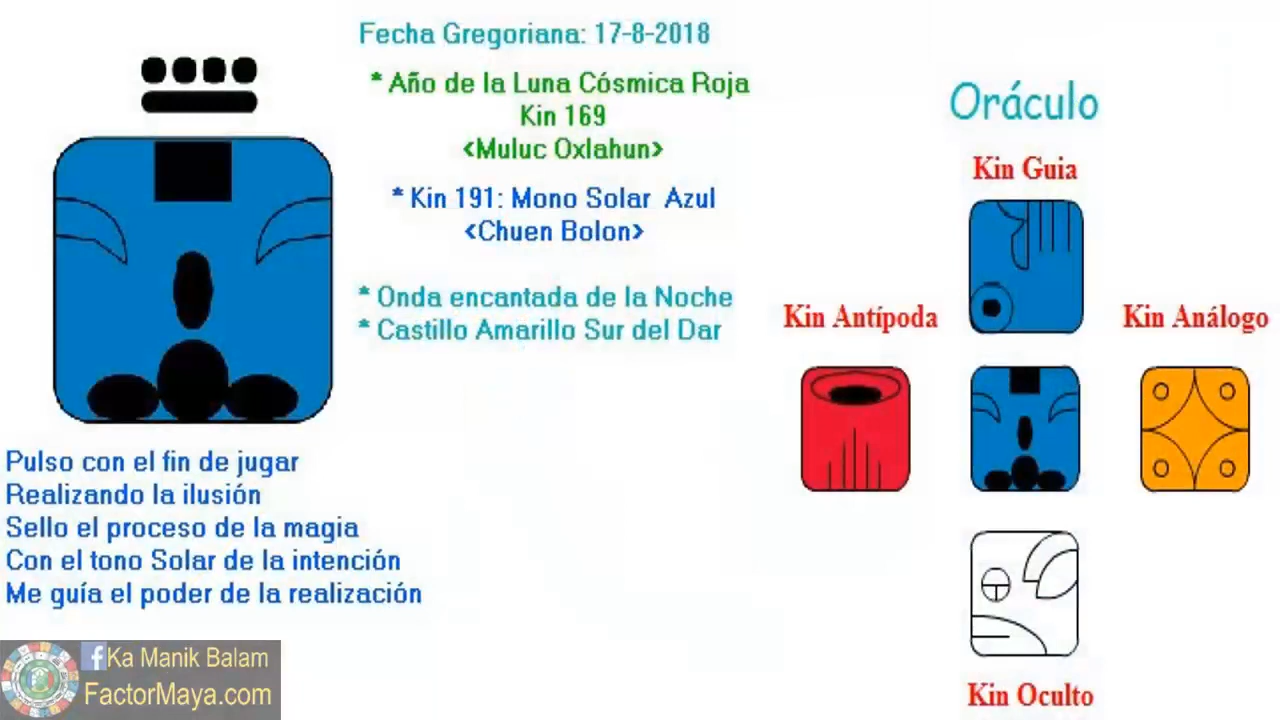 Fecha Gregoriana: 17-8-2018
* Año de la Luna Cósmica Roja
Kin 169
<Muluc Oxlahun>
* Kin 191: Mono Solar Azul
<Chuen Bolon>
* Onda encantada de la Noche
* Castillo Amarillo Sur del Dar
Pulso con el fin de jugar
Realizando la ilusión
Sello el proceso de la magia
Con el tono Solar de la intención
Me guía el poder de la realización
Oráculo
Kin Guia
Kin Antípoda
Kin Análogo
Kin Oculto
f Ka Manik Balam
FactorMaya.com